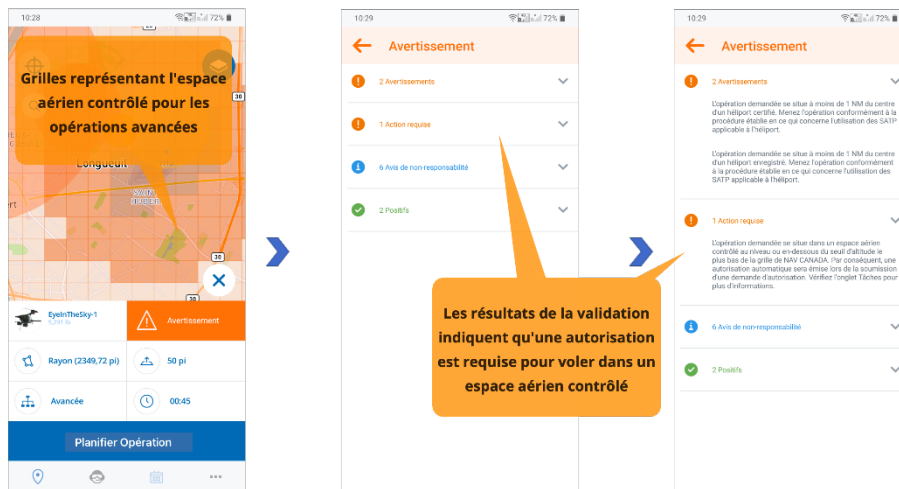 10:28
72%
Grilles représentant l'espace
aérien contrôlé pour les
opérations avancées
30
Longueuil
30
30
EyeInTheSky-1
Avertissement
Rayon (2349,72 pi)
50 pi
Avancée
00:45
Planifier Opération
10:29
72%
Avertissement
2 Avertissements
1 Action requise
6 Avis de non-responsabilité
2 Positifs
Les résultats de la validation
indiquent qu'une autorisation
est requise pour voler dans un
espace aérien contrôlé
10:29
72%
Avertissement
2 Avertissements
L'opération demandée se situe à moins de 1 NM du centre
d'un héliport certifié. Menez l'opération conformément à la
procédure établie en ce qui concerne l'utilisation des SATP
applicable à l'héliport.
L'opération demandée se situe à moins de 1 NM du centre
d'un héliport enregistré. Menez l'opération conformément
à la procédure établie en ce qui concerne l'utilisation des
SATP applicable à l'héliport.
1 Action requise
L'opération demandée se situe dans un espace aérien
contrôlé au niveau ou en-dessous du seuil d'altitude le
plus bas de la grille de NAV CANADA. Par conséquent, une
autorisation automatique sera émise lors de la soumission
d'une demande d'autorisation. Vérifiez l'onglet Tâches pour
plus d'informations.
6 Avis de non-responsabilité
2 Positifs